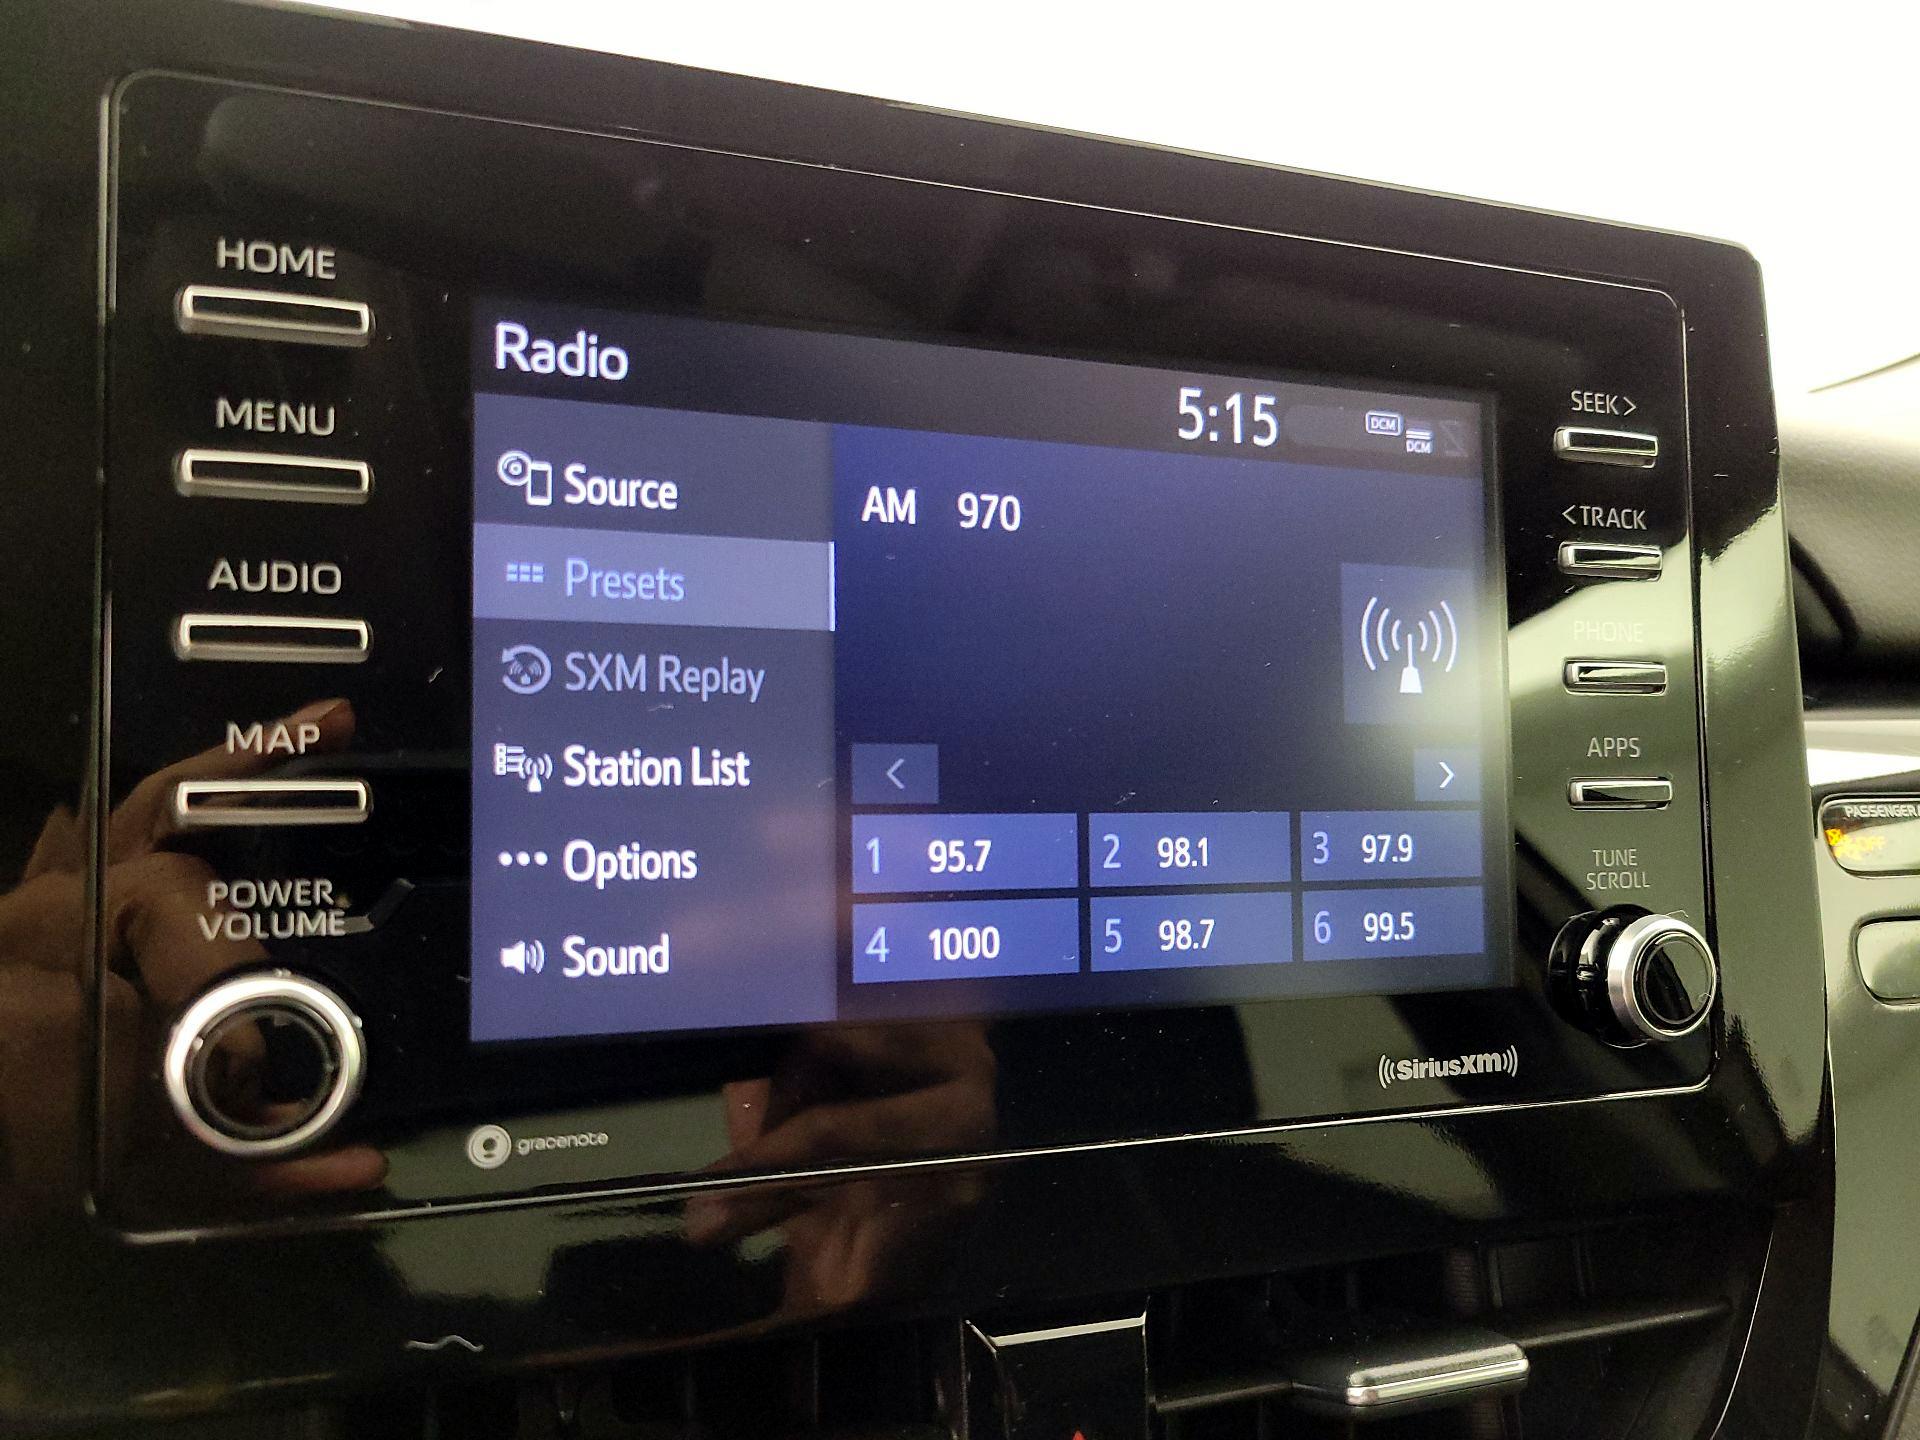 HOME
MENU
AUDIO
MAP
POWER
VOLUME
Radio
5:15
DCM
DCM
Source
Presets
SXM Replay
Station List
Options
Sound
AM 970
<
>
1 95.7
2 98.1
3 97.9
4 1000
5 98.7
6 99.5
SEEK >
< TRACK
PHONE
APPS
TUNE
SCROLL
((SiriusXM))
gracenote
PASSENGER
OFF